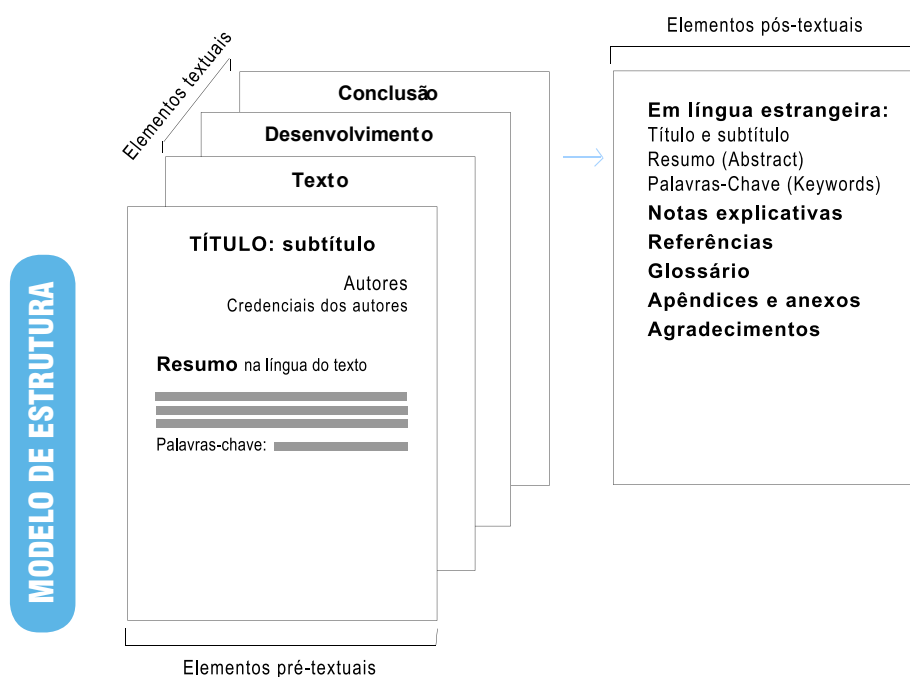 MODELO DE ESTRUTURA
Elementos textuais
Conclusão
Desenvolvimento
Texto
TÍTULO: subtítulo
Autores
Credenciais dos autores
Resumo na língua do texto
Palavras-chave:
Elementos pré-textuais
Elementos pós-textuais
Em língua estrangeira:
Título e subtítulo
Resumo (Abstract)
Palavras-Chave (Keywords)
Notas explicativas
Referências
Glossário
Apêndices e anexos
Agradecimentos